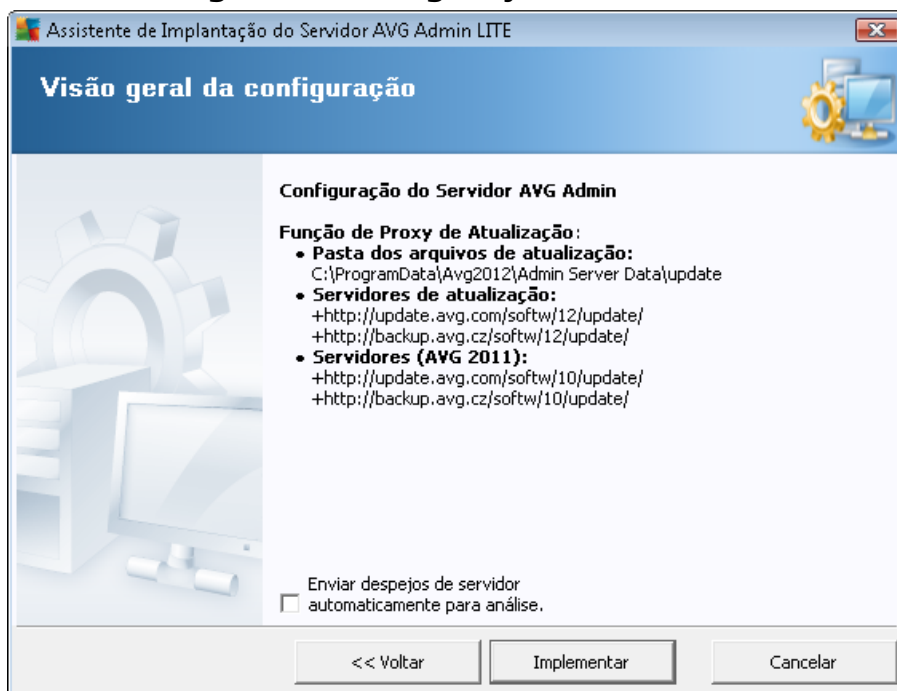 Assistente de Implantação do Servidor AVG Admin LITE
Visão geral da configuração
Configuração do Servidor AVG Admin
Função de Proxy de Atualização:
• Pasta dos arquivos de atualização:
C:\ProgramData\Avg2012\Admin Server Data\update
• Servidores de atualização:
+http://update.avg.com/softw/12/update/
+http://backup.avg.cz/softw/12/update/
• Servidores (AVG 2011):
+http://update.avg.com/softw/10/update/
+http://backup.avg.cz/softw/10/update/
Enviar despejos de servidor
automaticamente para análise.
<< Voltar
Implementar
Cancelar